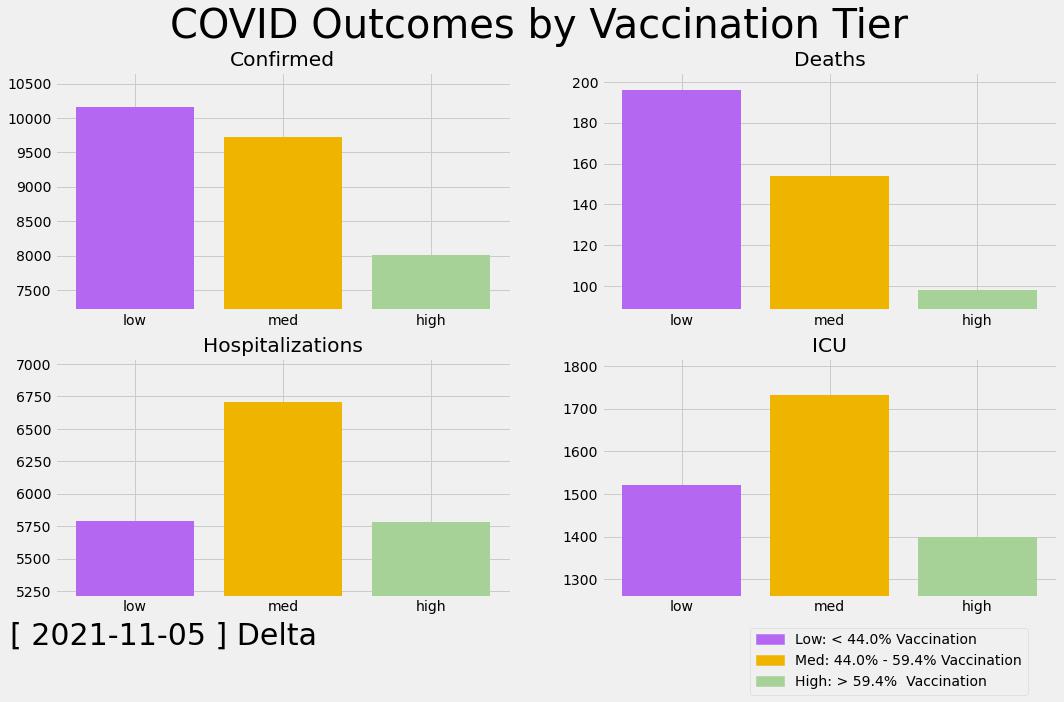 COVID Outcomes by Vaccination Tier
Confirmed
10500
10000
9500
9000
8500
8000
7500
low med high
Deaths
200
180
160
140
120
100
low med high
Hospitalizations
7000
6750
6500
6250
6000
5750
5500
5250
low med high
ICU
1800
1700
1600
1500
1400
1300
low med high
[ 2021-11-05 ] Delta
Low: < 44.0% Vaccination
Med: 44.0% - 59.4% Vaccination
High: > 59.4%  Vaccination